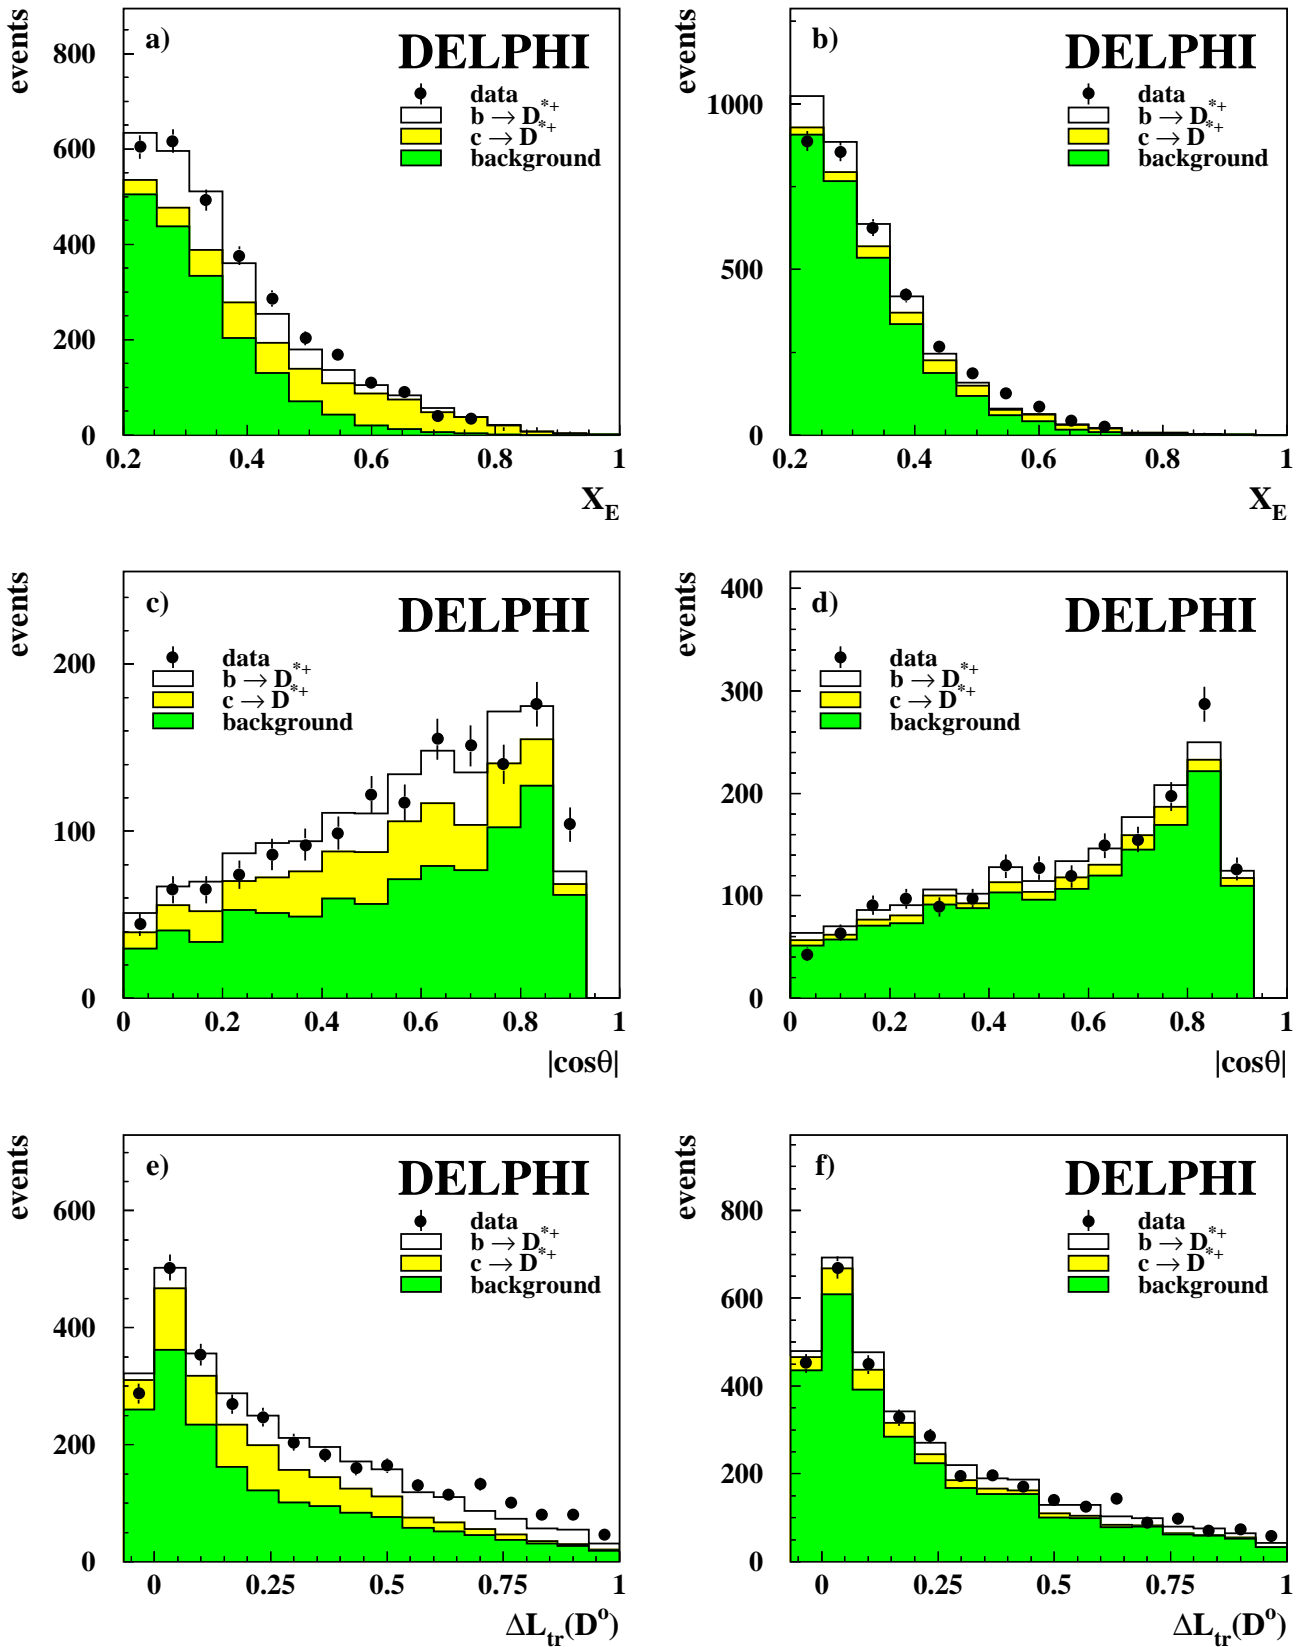 events
a)
DELPHI
data
b → D*+
c → D*+
background
800
600
400
200
0
0.2 0.4 0.6 0.8 1
X_E
events
b)
DELPHI
data
b → D*+
c → D*+
background
1000
500
0
0.2 0.4 0.6 0.8 1
X_E
events
c)
DELPHI
data
b → D*+
c → D*+
background
200
100
0
0 0.2 0.4 0.6 0.8 1
|cosθ|
events
d)
DELPHI
data
b → D*+
c → D*+
background
400
300
200
100
0
0 0.2 0.4 0.6 0.8 1
|cosθ|
events
e)
DELPHI
data
b → D*+
c → D*+
background
600
400
200
0
0 0.25 0.5 0.75 1
ΔL_tr(D^o)
events
f)
DELPHI
data
b → D*+
c → D*+
background
800
600
400
200
0
0 0.25 0.5 0.75 1
ΔL_tr(D^o)